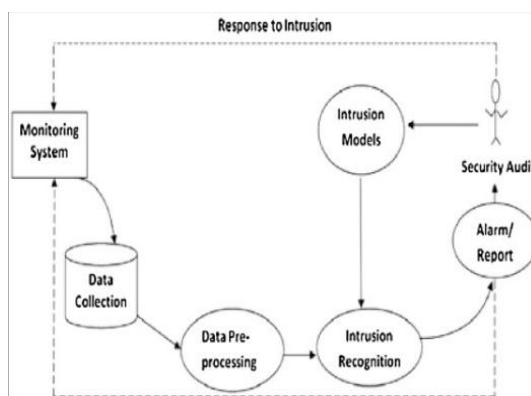 Response to Intrusion
Monitoring
System
Intrusion
Models
Security Audi
Alarm/
Report
Data
Collection
Data Pre-
processing
Intrusion
Recognition